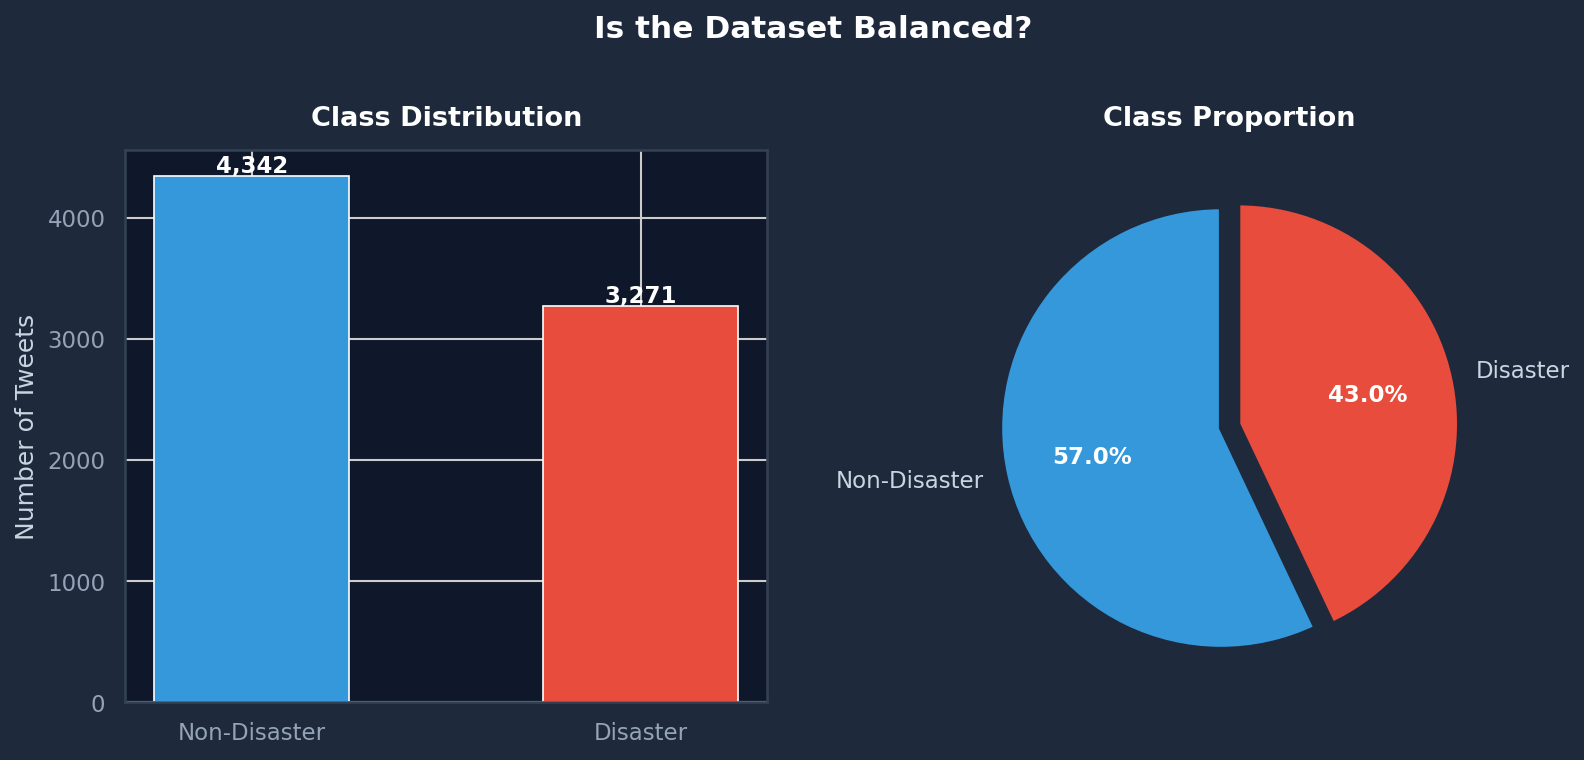 Is the Dataset Balanced?
Class Distribution
4,342
3,271
4000
3000
2000
1000
0
Number of Tweets
Non-Disaster
Disaster
Class Proportion
43.0%
57.0%
Disaster
Non-Disaster